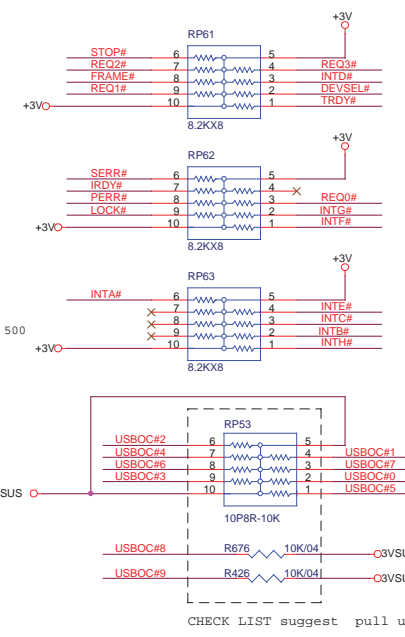 +3V
RP61
STOP# 6 5
REQ2# 7 4 REQ3#
FRAME# 8 3 INTD#
REQ1# 9 2 DEVSEL#
+3V 10 1 TRDY#
8.2KX8
+3V
RP62
SERR# 6 5
IRDY# 7 4
PERR# 8 3 REQ0#
LOCK# 9 2 INTG#
+3V 10 1 INTF#
8.2KX8
+3V
RP63
INTA# 6 5
7 4 INTE#
8 3 INTC#
500 9 2 INTB#
+3V 10 1 INTH#
8.2KX8
RP53
USBOC#2 6 5
USBOC#4 7 4 USBOC#1
USBOC#6 8 3 USBOC#7
USBOC#3 9 2 USBOC#0
SUS 10 1 USBOC#5
10P8R-10K
USBOC#8 R676 10K/04 3VSU
USBOC#9 R426 10K/04 3VSU
CHECK LIST suggest pull u